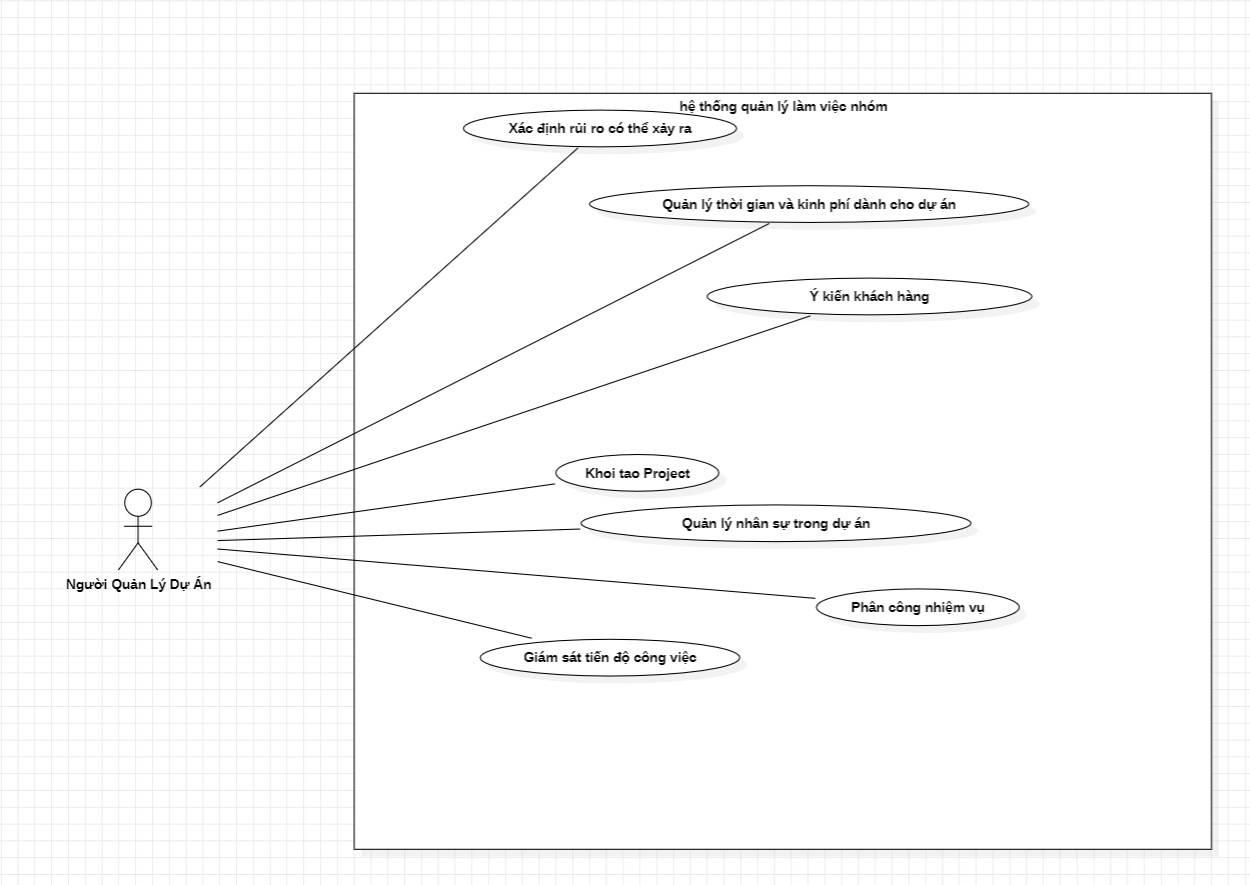 hệ thống quản lý làm việc nhóm
Xác định rủi ro có thể xảy ra
Quản lý thời gian và kinh phí dành cho dự án
Ý kiến khách hàng
Khoi tao Project
Quản lý nhân sự trong dự án
Người Quản Lý Dự Án
Phân công nhiệm vụ
Giám sát tiến độ công việc